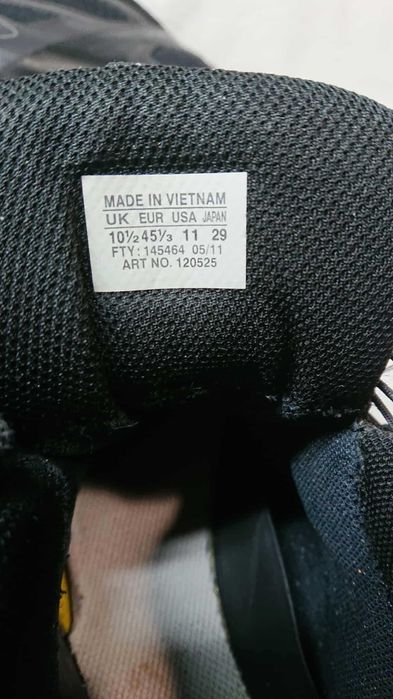 MADE IN VIETNAM
UK EUR USA JAPAN
10½ 45⅓ 11 29
FTY: 145464 05/11
ART NO. 120525